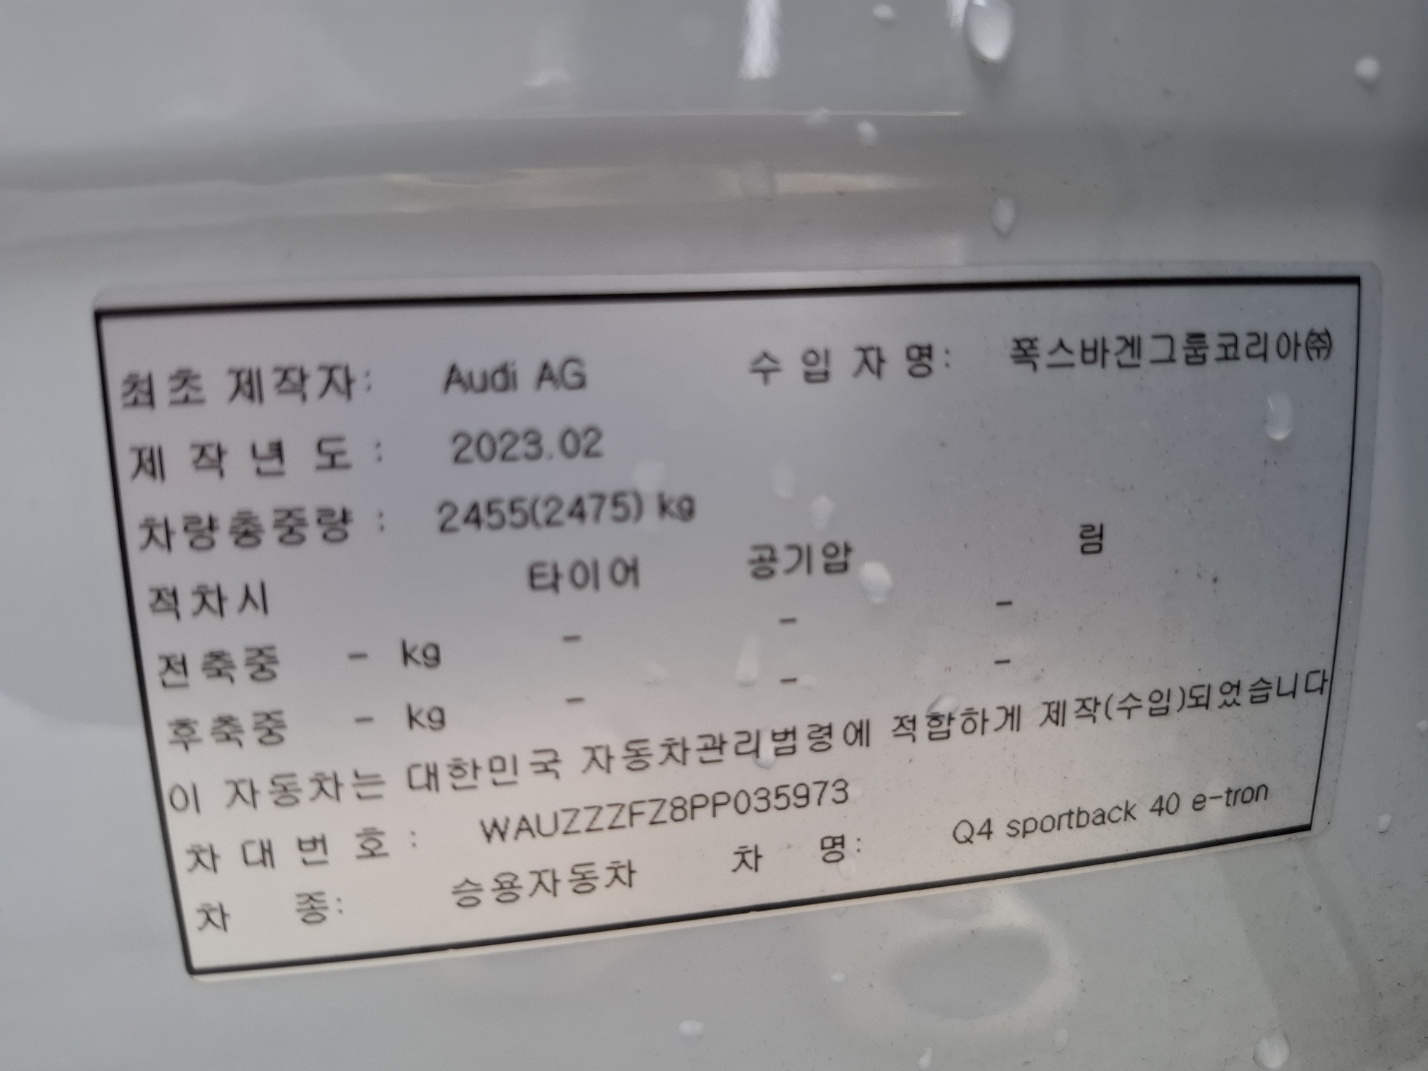 최초 제작자: Audi AG 수 입 자 명: 폭스바겐그룹코리아㈜
제 작 년 도 : 2023.02
차량총중량 : 2455(2475) kg
적차시 타이어 공기압 림
전축중 - kg - - -
후축중 - kg - - -
이 자동차는 대한민국 자동차관리법령에 적합하게 제작(수입)되었습니다
차 대 번 호 : WAUZZZFZ8PP035973
차 종: 승용자동차 차 명: Q4 sportback 40 e-tron